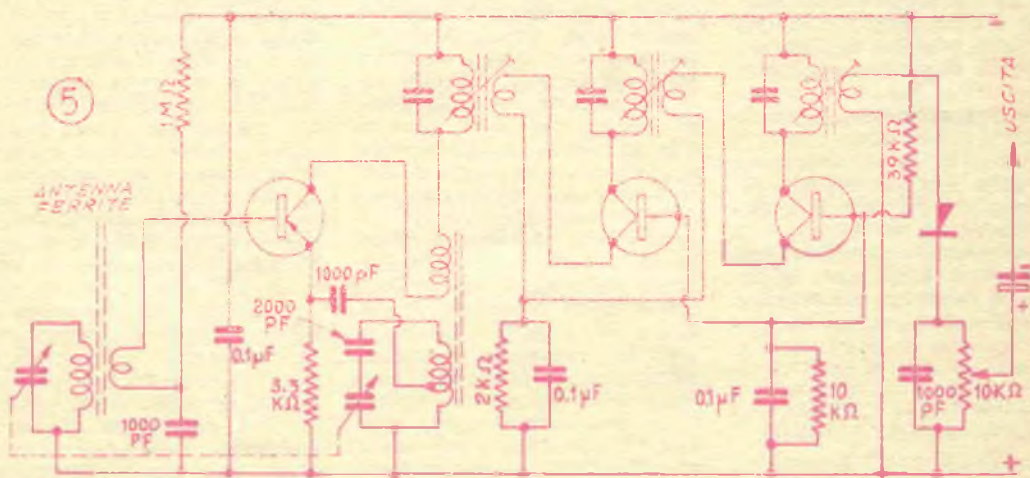 5
1MΩ
ANTENNA
FERRITE
1000
PF
0.1µF
1000 pF
2000
PF
3.3
KΩ
2KΩ
0.1µF
0.1µF
10
KΩ
39KΩ
1000
PF
10KΩ
USCITA
-
+
+